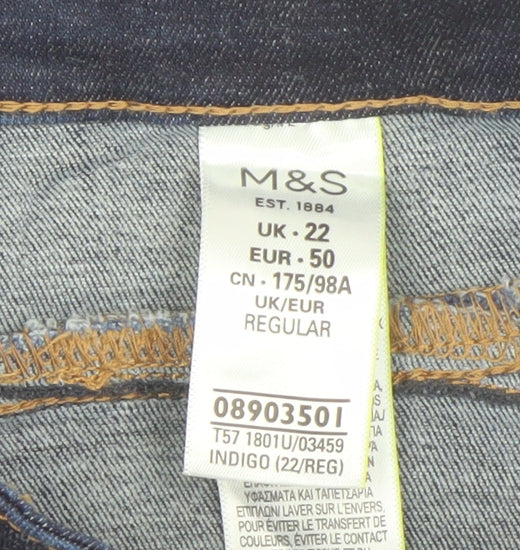 M&S
EST. 1884
UK · 22
EUR · 50
CN · 175/98A
UK/EUR
REGULAR
08903501
T57 1801U/03459
INDIGO (22/REG)
ΥΦΑΣΜΑΤΑ ΚΑΙ ΤΑΠΕΤΣΑΡΙΑ
ΕΠΙΠΛΩΝ LAVER SUR L'ENVERS,
POUR ÉVITER LE TRANSFERT DE
COULEURS, ÉVITER LE CONTACT